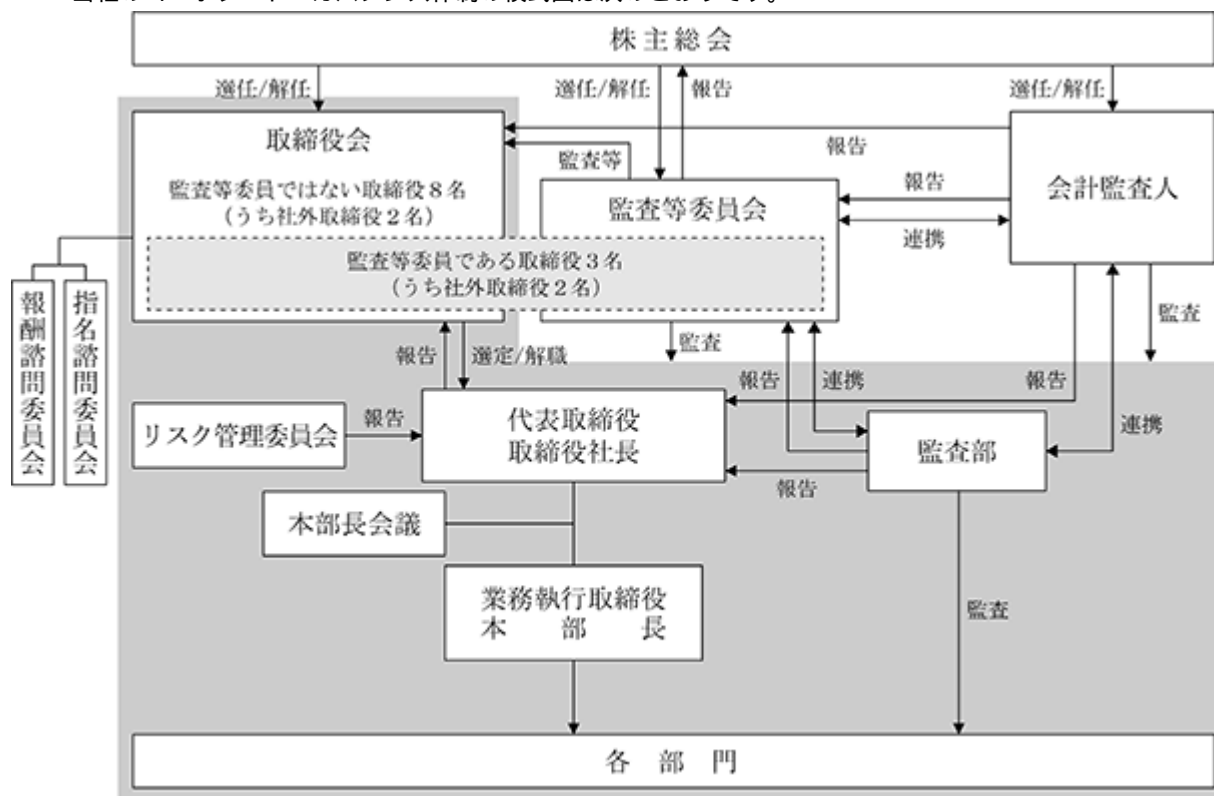 株主総会
選任/解任
選任/解任
報告
選任/解任
取締役会
監査等委員ではない取締役８名
（うち社外取締役２名）
監査等
報告
監査等委員会
報告
連携
会計監査人
監査等委員である取締役３名
（うち社外取締役２名）
報酬諮問委員会
指名諮問委員会
報告
選定/解職
監査
監査
報告
連携
報告
連携
リスク管理委員会
報告
代表取締役
取締役社長
監査部
報告
本部長会議
業務執行取締役
本部長
監査
各部門